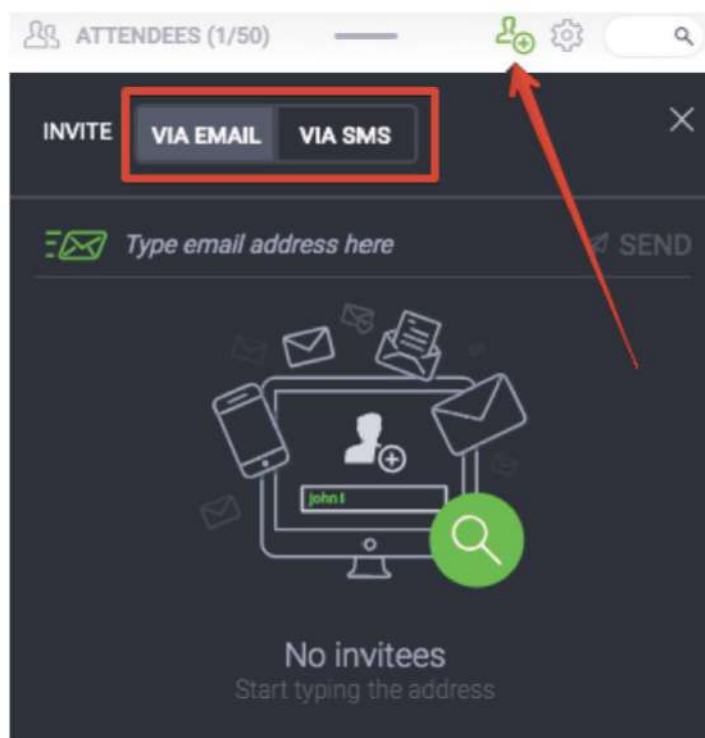 ATTENDEES (1/50)
INVITE VIA EMAIL VIA SMS
Type email address here SEND
john
No invitees
Start typing the address